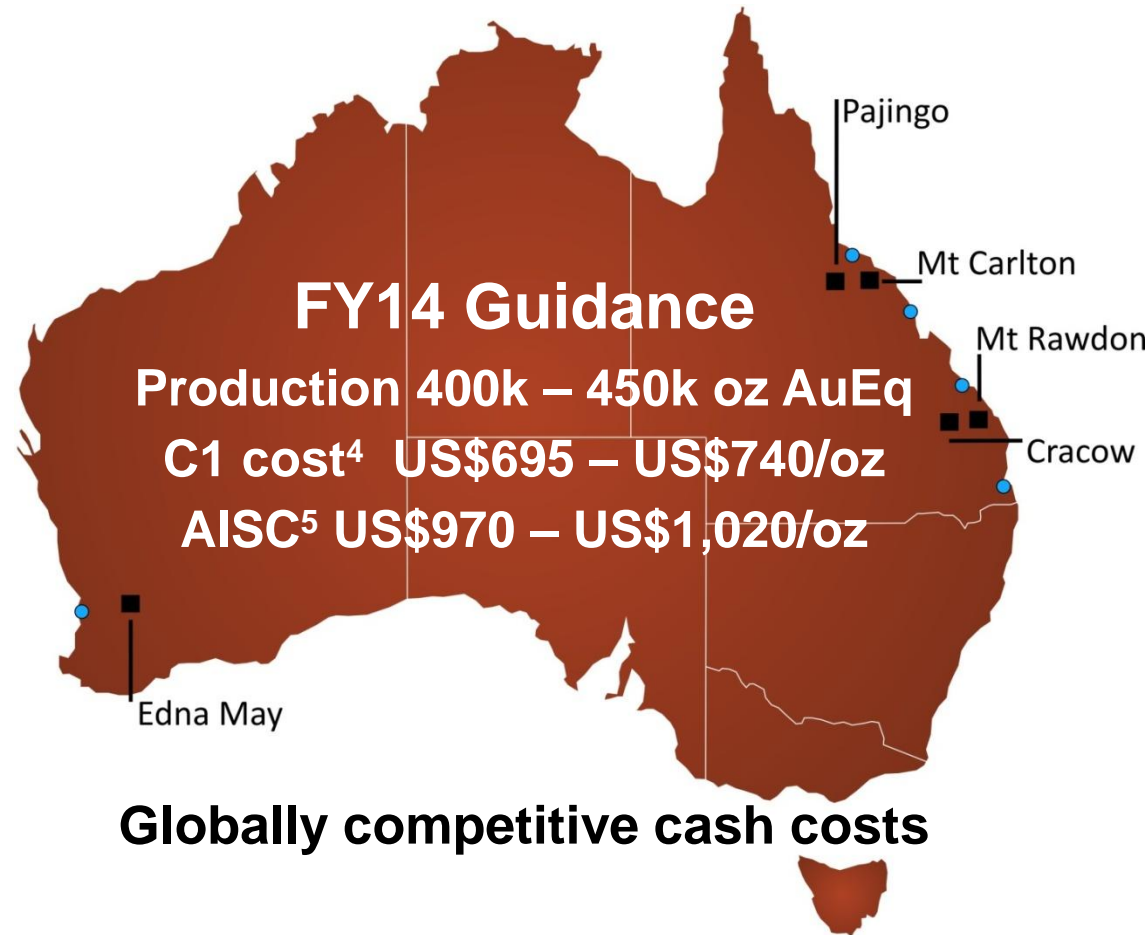 Pajingo
Mt Carlton
FY14 Guidance
Mt Rawdon
Production 400k – 450k oz AuEq
C1 cost⁴ US$695 – US$740/oz
Cracow
AISC⁵ US$970 – US$1,020/oz
Edna May
Globally competitive cash costs